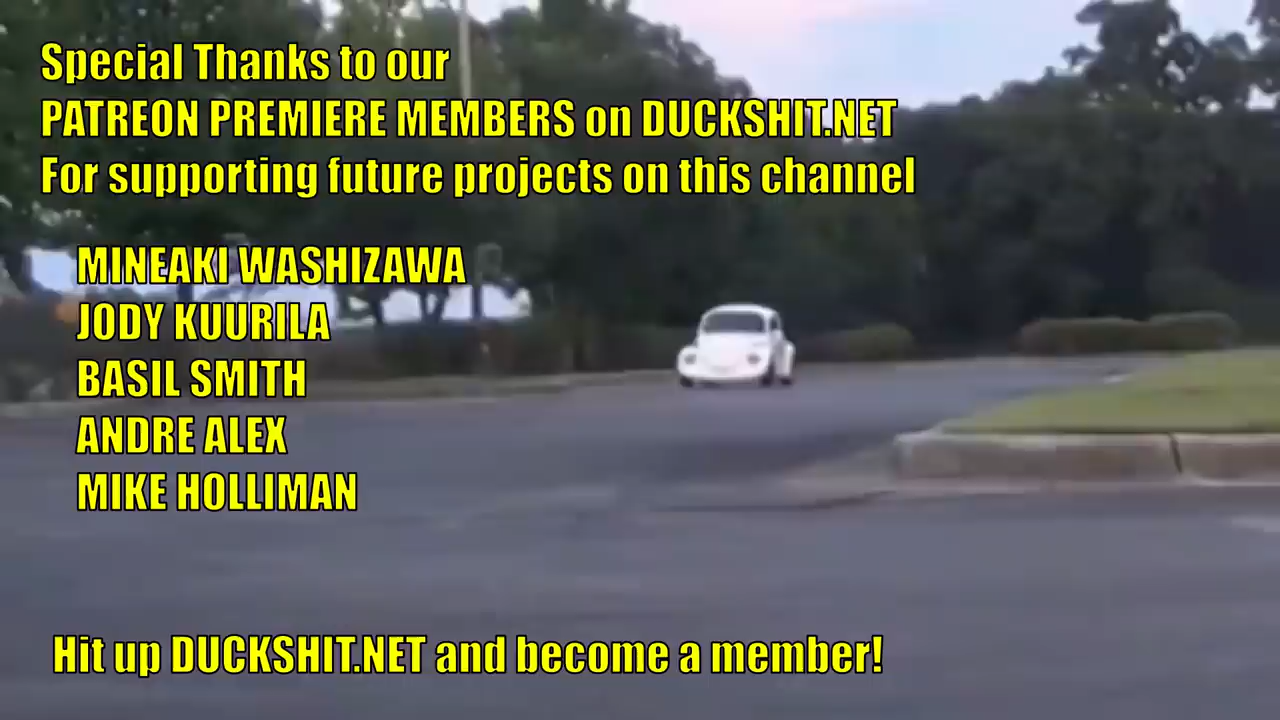 Special Thanks to our
PATREON PREMIERE MEMBERS on DUCKSHIT.NET
For supporting future projects on this channel
MINEAKI WASHIZAWA
JODY KUURILA
BASIL SMITH
ANDRE ALEX
MIKE HOLLIMAN
Hit up DUCKSHIT.NET and become a member!